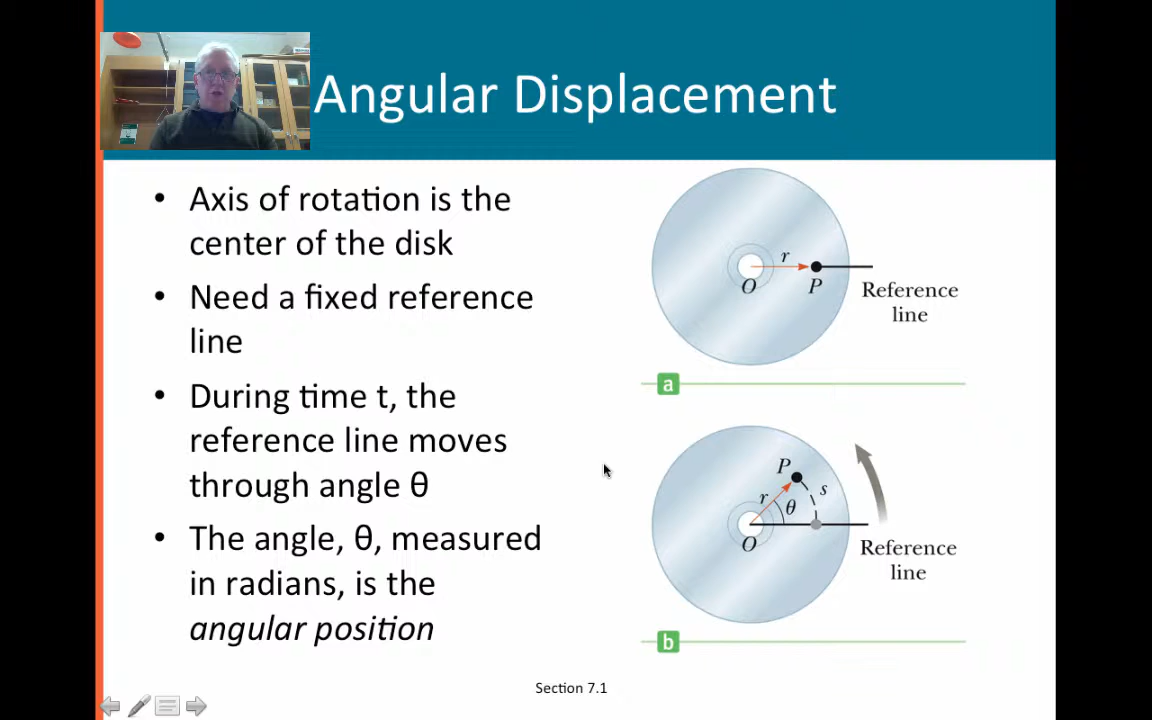 Angular Displacement
• Axis of rotation is the
center of the disk
• Need a fixed reference
line
• During time t, the
reference line moves
through angle θ
• The angle, θ, measured
in radians, is the
angular position
r
O
P
Reference
line
a
P
r
θ
s
O
Reference
line
b
Section 7.1